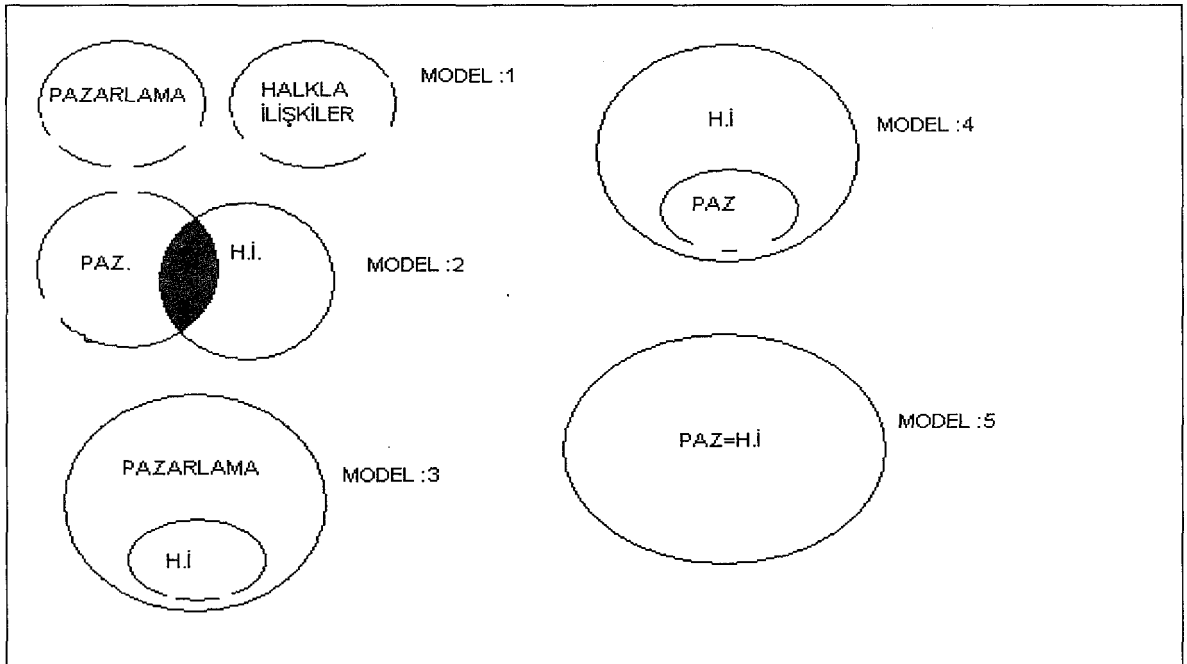 PAZARLAMA
HALKLA
İLİŞKİLER
MODEL :1
PAZ.
H.İ.
MODEL :2
PAZARLAMA
H.İ
MODEL :3
H.İ
PAZ
MODEL :4
PAZ=H.İ
MODEL :5